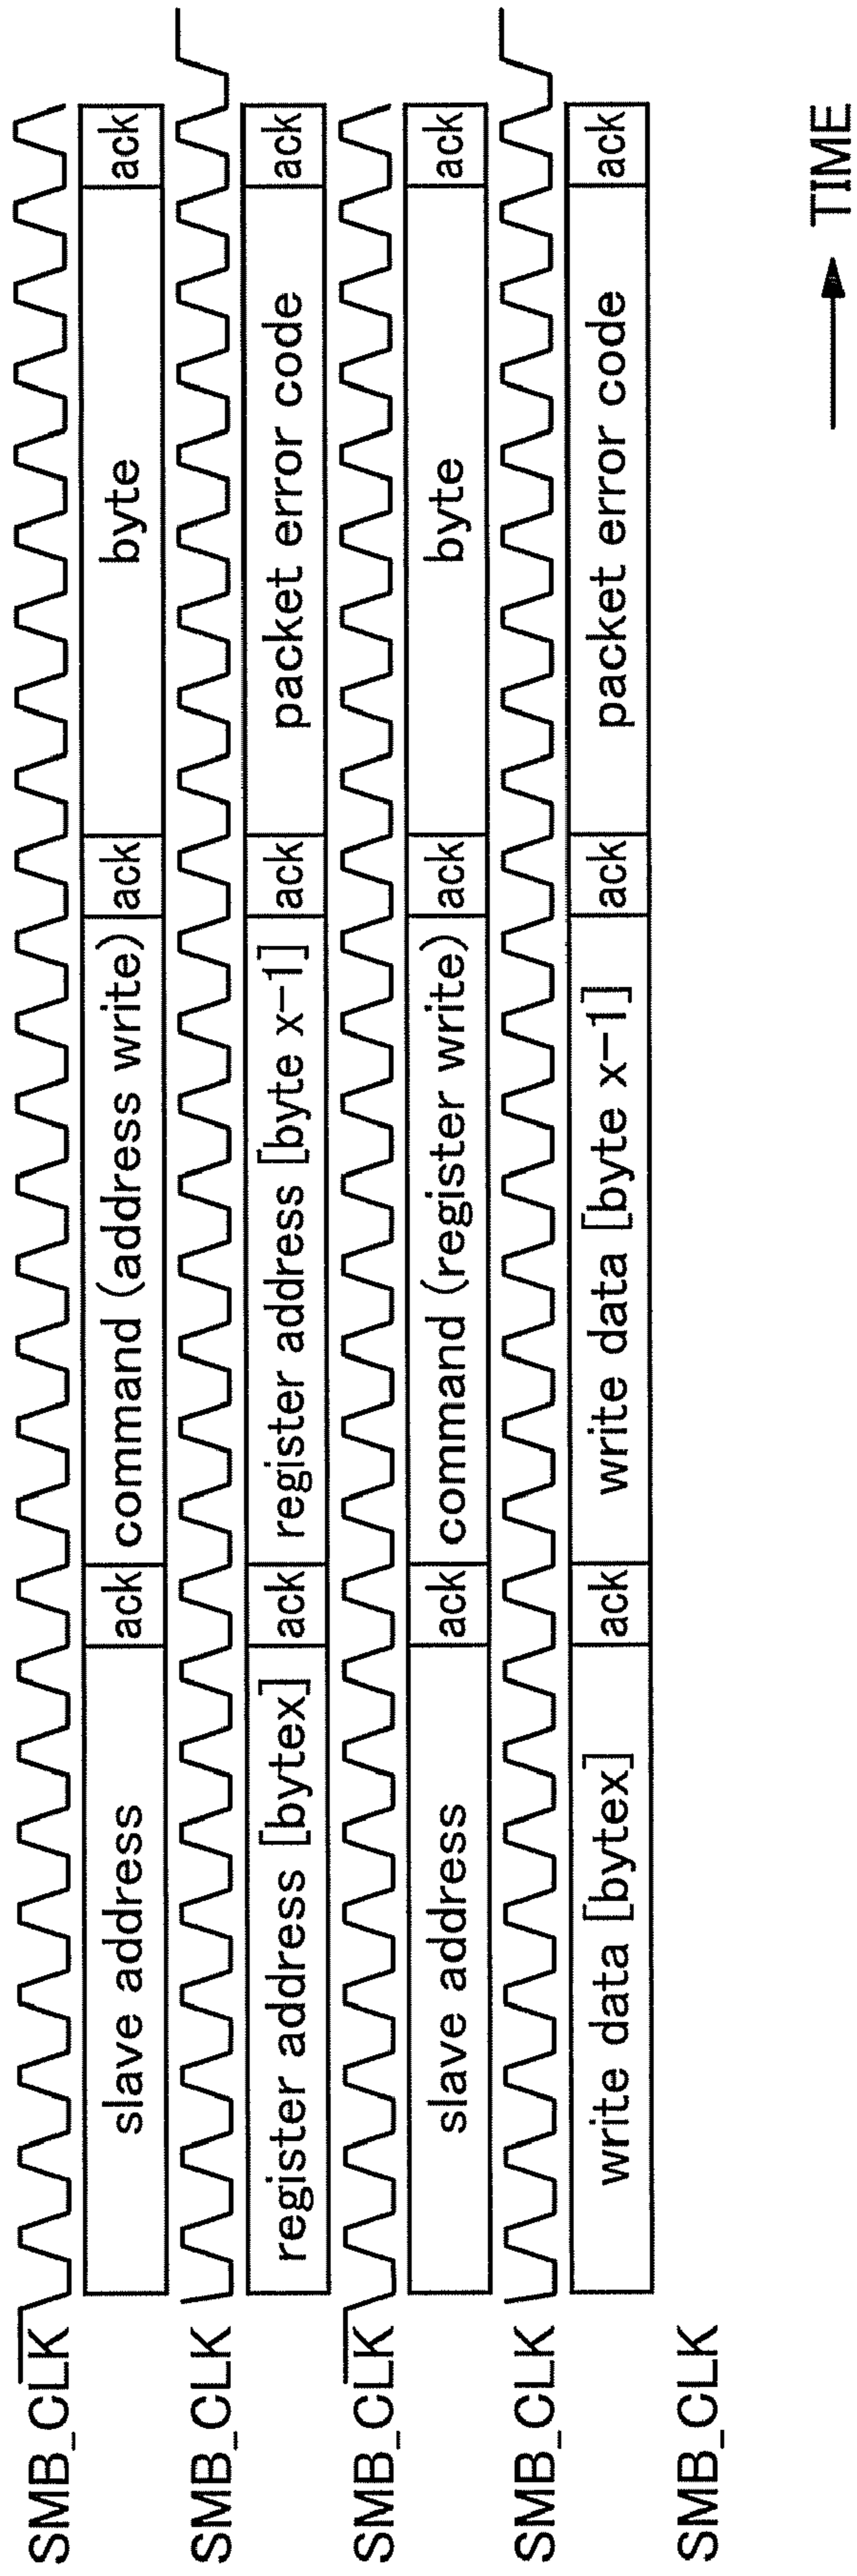 SMB_CLK
slave address ack command (address write) ack byte ack
SMB_CLK
register address [bytex] ack register address [byte x-1] ack packet error code ack
SMB_CLK
slave address ack command (register write) ack byte ack
SMB_CLK
write data [bytex] ack write data [byte x-1] ack packet error code ack
SMB_CLK
TIME